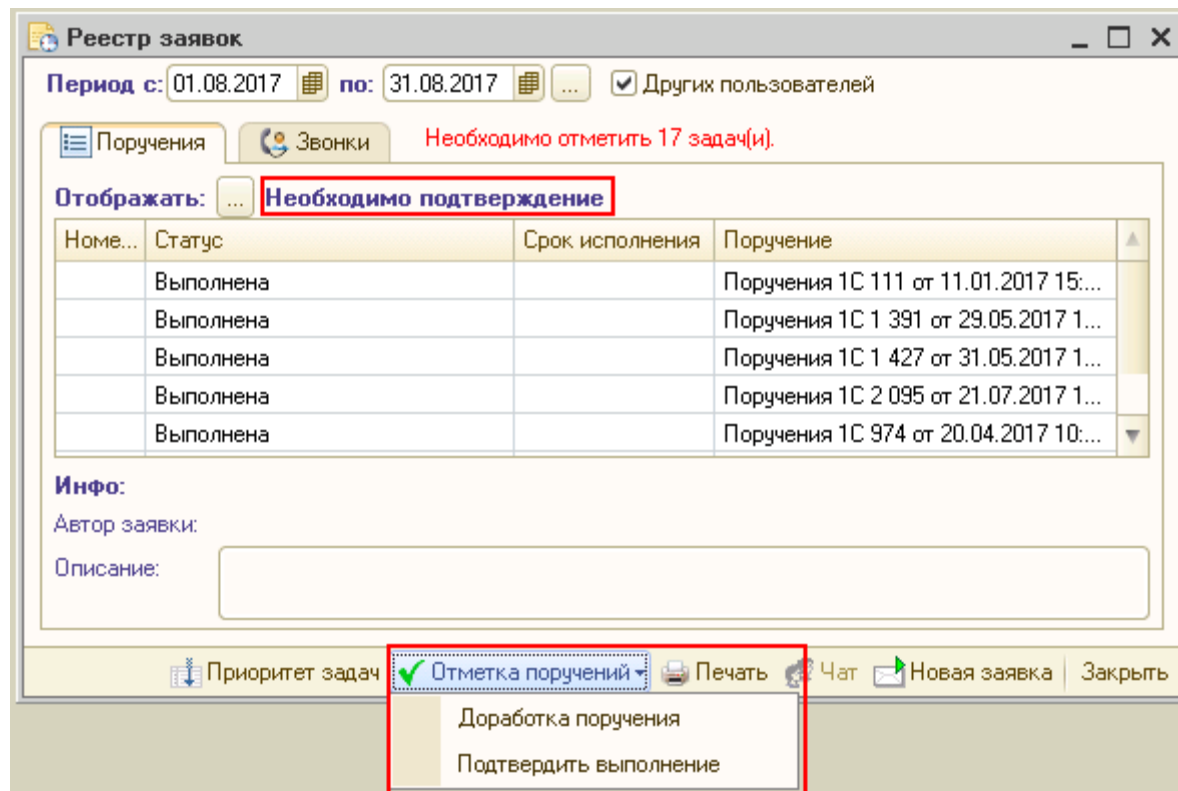 Реестр заявок
Период с: 01.08.2017 по: 31.08.2017 ... Других пользователей
Поручения Звонки Необходимо отметить 17 задач(и).
Отображать: ... Необходимо подтверждение
Номе... Статус Срок исполнения Поручение
Выполнена Поручения 1С 111 от 11.01.2017 15:...
Выполнена Поручения 1С 1 391 от 29.05.2017 1...
Выполнена Поручения 1С 1 427 от 31.05.2017 1...
Выполнена Поручения 1С 2 095 от 21.07.2017 1...
Выполнена Поручения 1С 974 от 20.04.2017 10:...
Инфо:
Автор заявки:
Описание:
Приоритет задач Отметка поручений Печать Чат Новая заявка Закрыть
Доработка поручения
Подтвердить выполнение